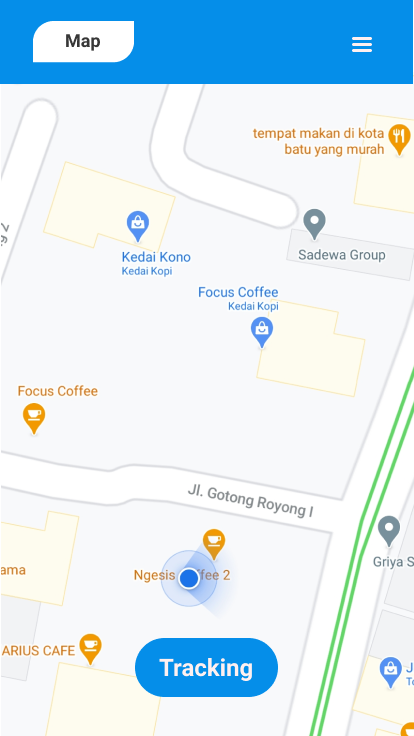 Map
tempat makan di kota
batu yang murah
Sadewa Group
Kedai Kono
Kedai Kopi
Focus Coffee
Kedai Kopi
Focus Coffee
Jl. Gotong Royong I
Griya S
Ngesis
ffee 2
ama
ARIUS CAFE
Tracking